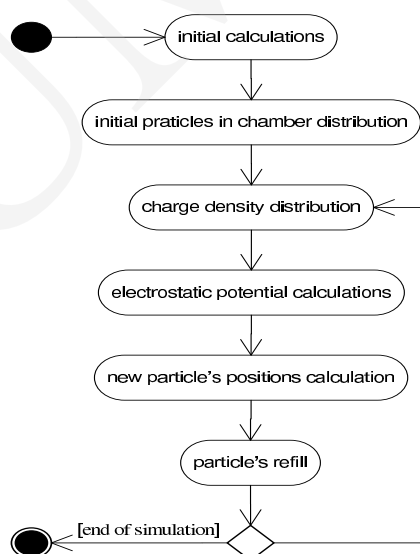 initial calculations
initial praticles in chamber distribution
charge density distribution
electrostatic potential calculations
new particle's positions calculation
particle's refill
[end of simulation]